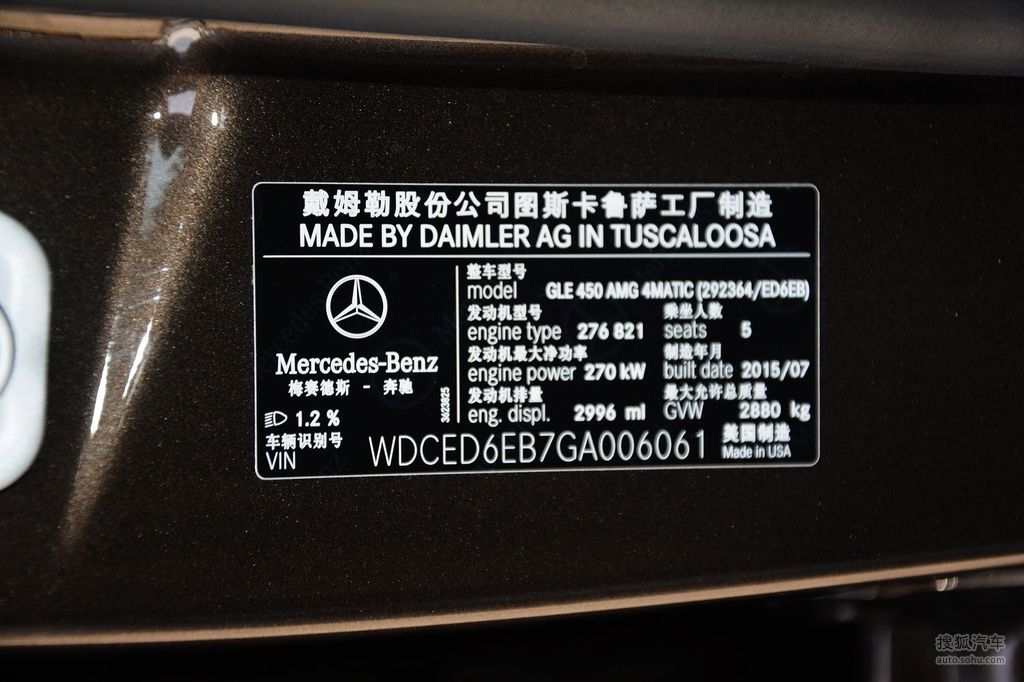 戴姆勒股份公司图斯卡鲁萨工厂制造
MADE BY DAIMLER AG IN TUSCALOOSA
Mercedes-Benz
梅赛德斯 - 奔驰
1.2 %
3623825
整车型号
model GLE 450 AMG 4MATIC (292364/ED6EB)
发动机型号 乘坐人数
engine type 276 821 seats 5
发动机最大净功率 制造年月
engine power 270 kW built date 2015/07
发动机排量 最大允许总质量
eng. displ. 2996 ml GVW 2880 kg
车辆识别号
VIN WDCED6EB7GA006061
美国制造
Made in USA
搜狐汽车
auto.sohu.com